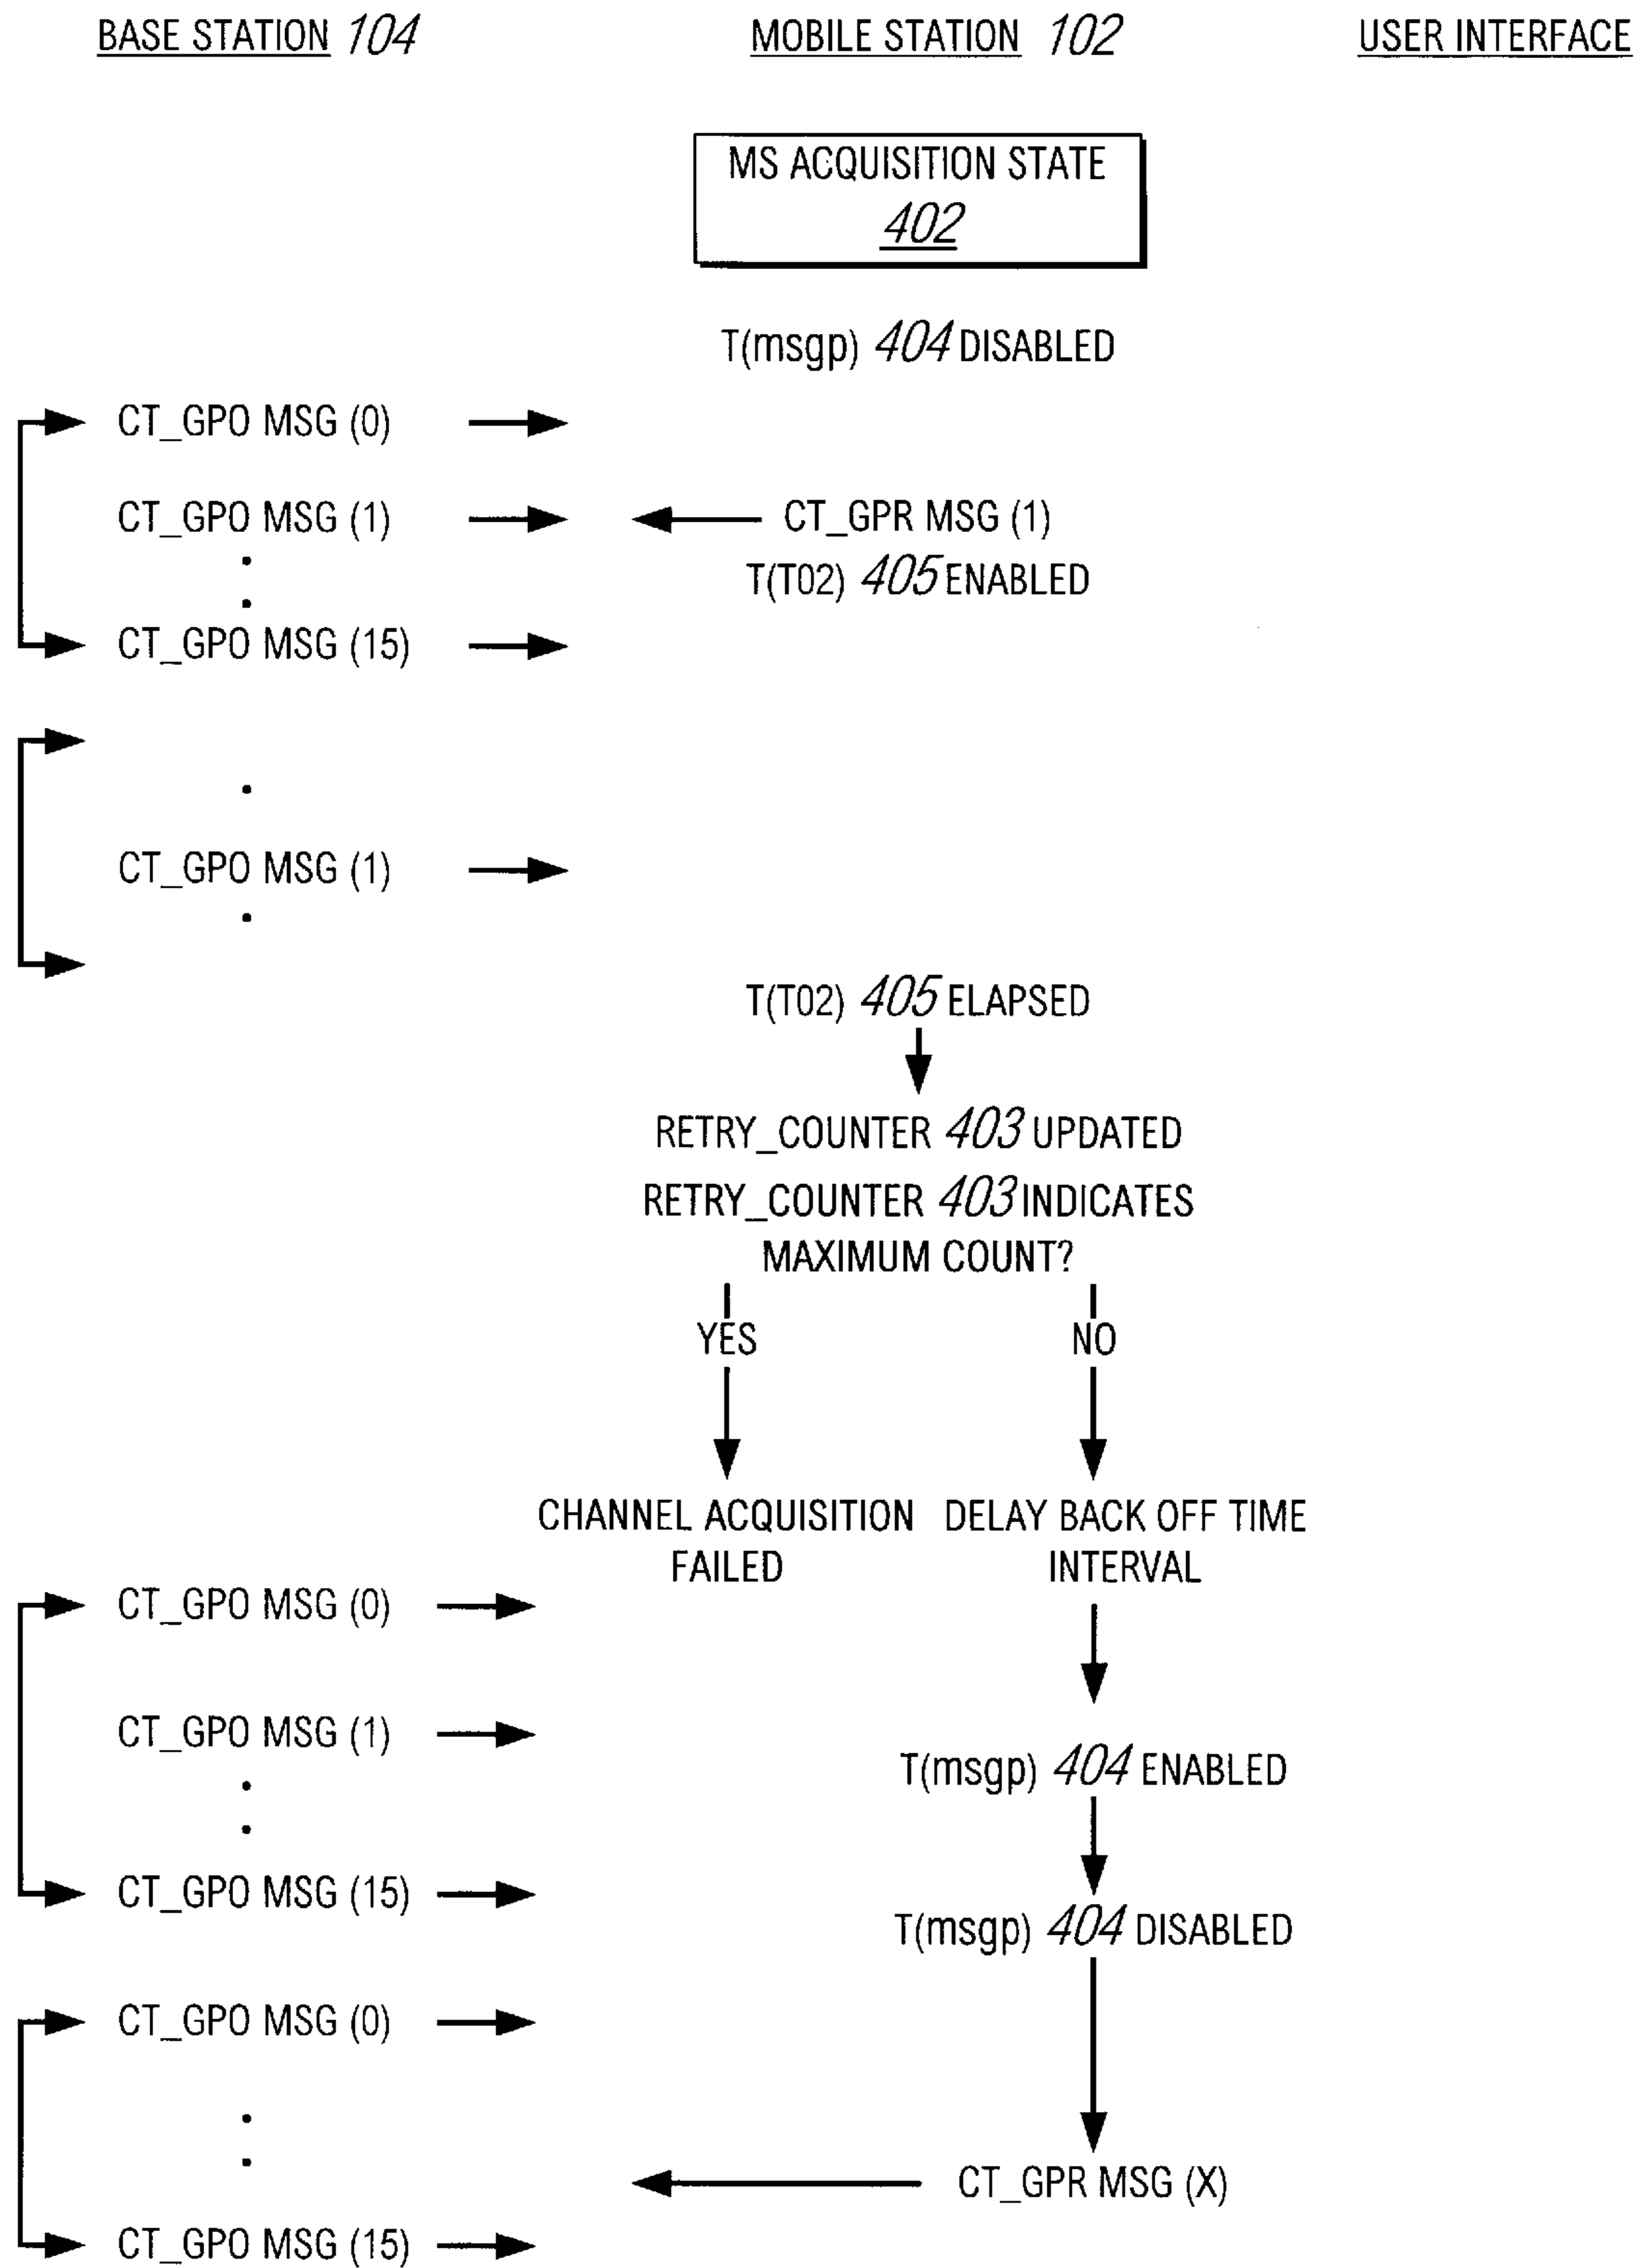 BASE STATION 104 MOBILE STATION 102 USER INTERFACE
MS ACQUISITION STATE
402
T(msgp) 404 DISABLED
CT_GPO MSG (0)
CT_GPO MSG (1) CT_GPR MSG (1)
T(T02) 405 ENABLED
CT_GPO MSG (15)
CT_GPO MSG (1)
T(T02) 405 ELAPSED
RETRY_COUNTER 403 UPDATED
RETRY_COUNTER 403 INDICATES
MAXIMUM COUNT?
YES NO
CHANNEL ACQUISITION DELAY BACK OFF TIME
FAILED INTERVAL
CT_GPO MSG (0)
CT_GPO MSG (1)
T(msgp) 404 ENABLED
CT_GPO MSG (15)
T(msgp) 404 DISABLED
CT_GPO MSG (0)
CT_GPR MSG (X)
CT_GPO MSG (15)